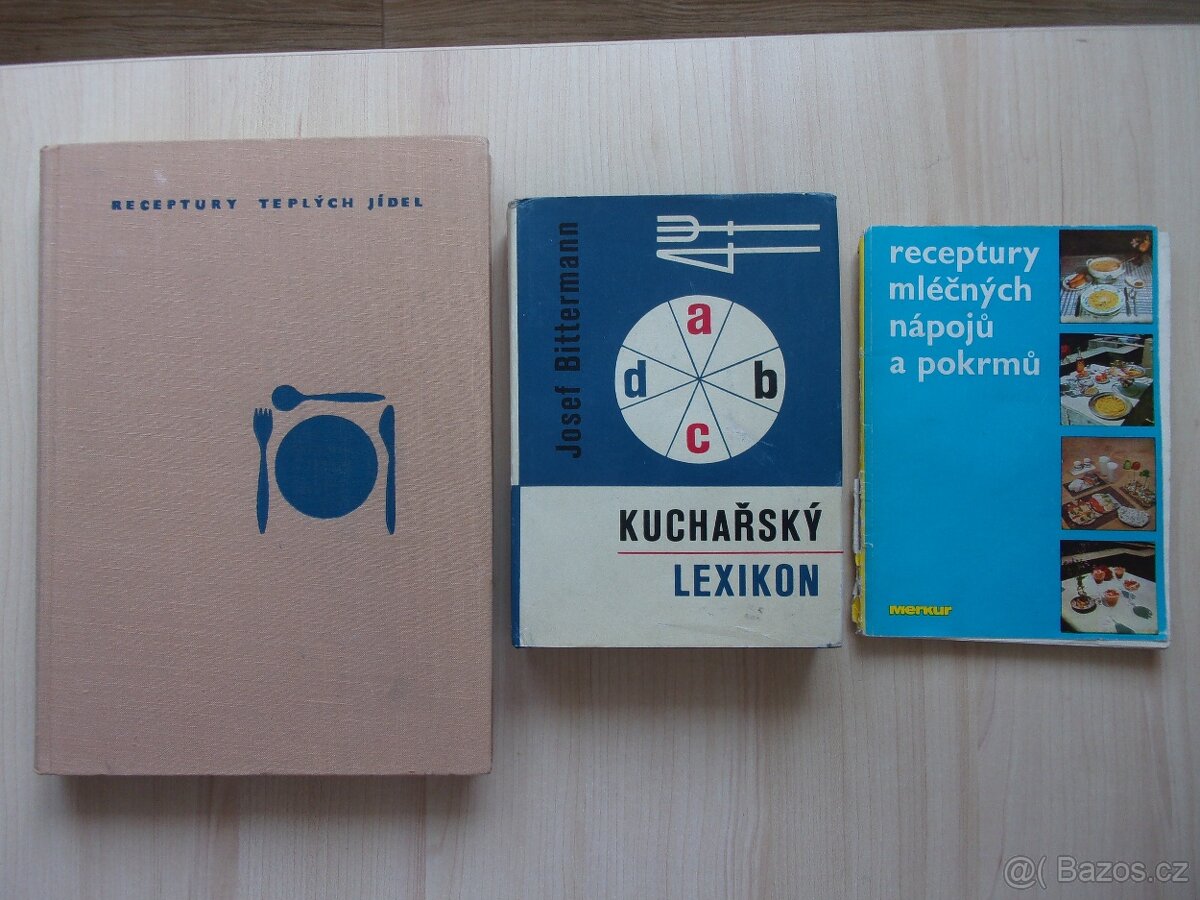 RECEPTURY TEPLÝCH JÍDEL
Josef Bittermann
a
b
c
d
KUCHAŘSKÝ
LEXIKON
receptury
mléčných
nápojů
a pokrmů
merkur
@( Bazos.cz